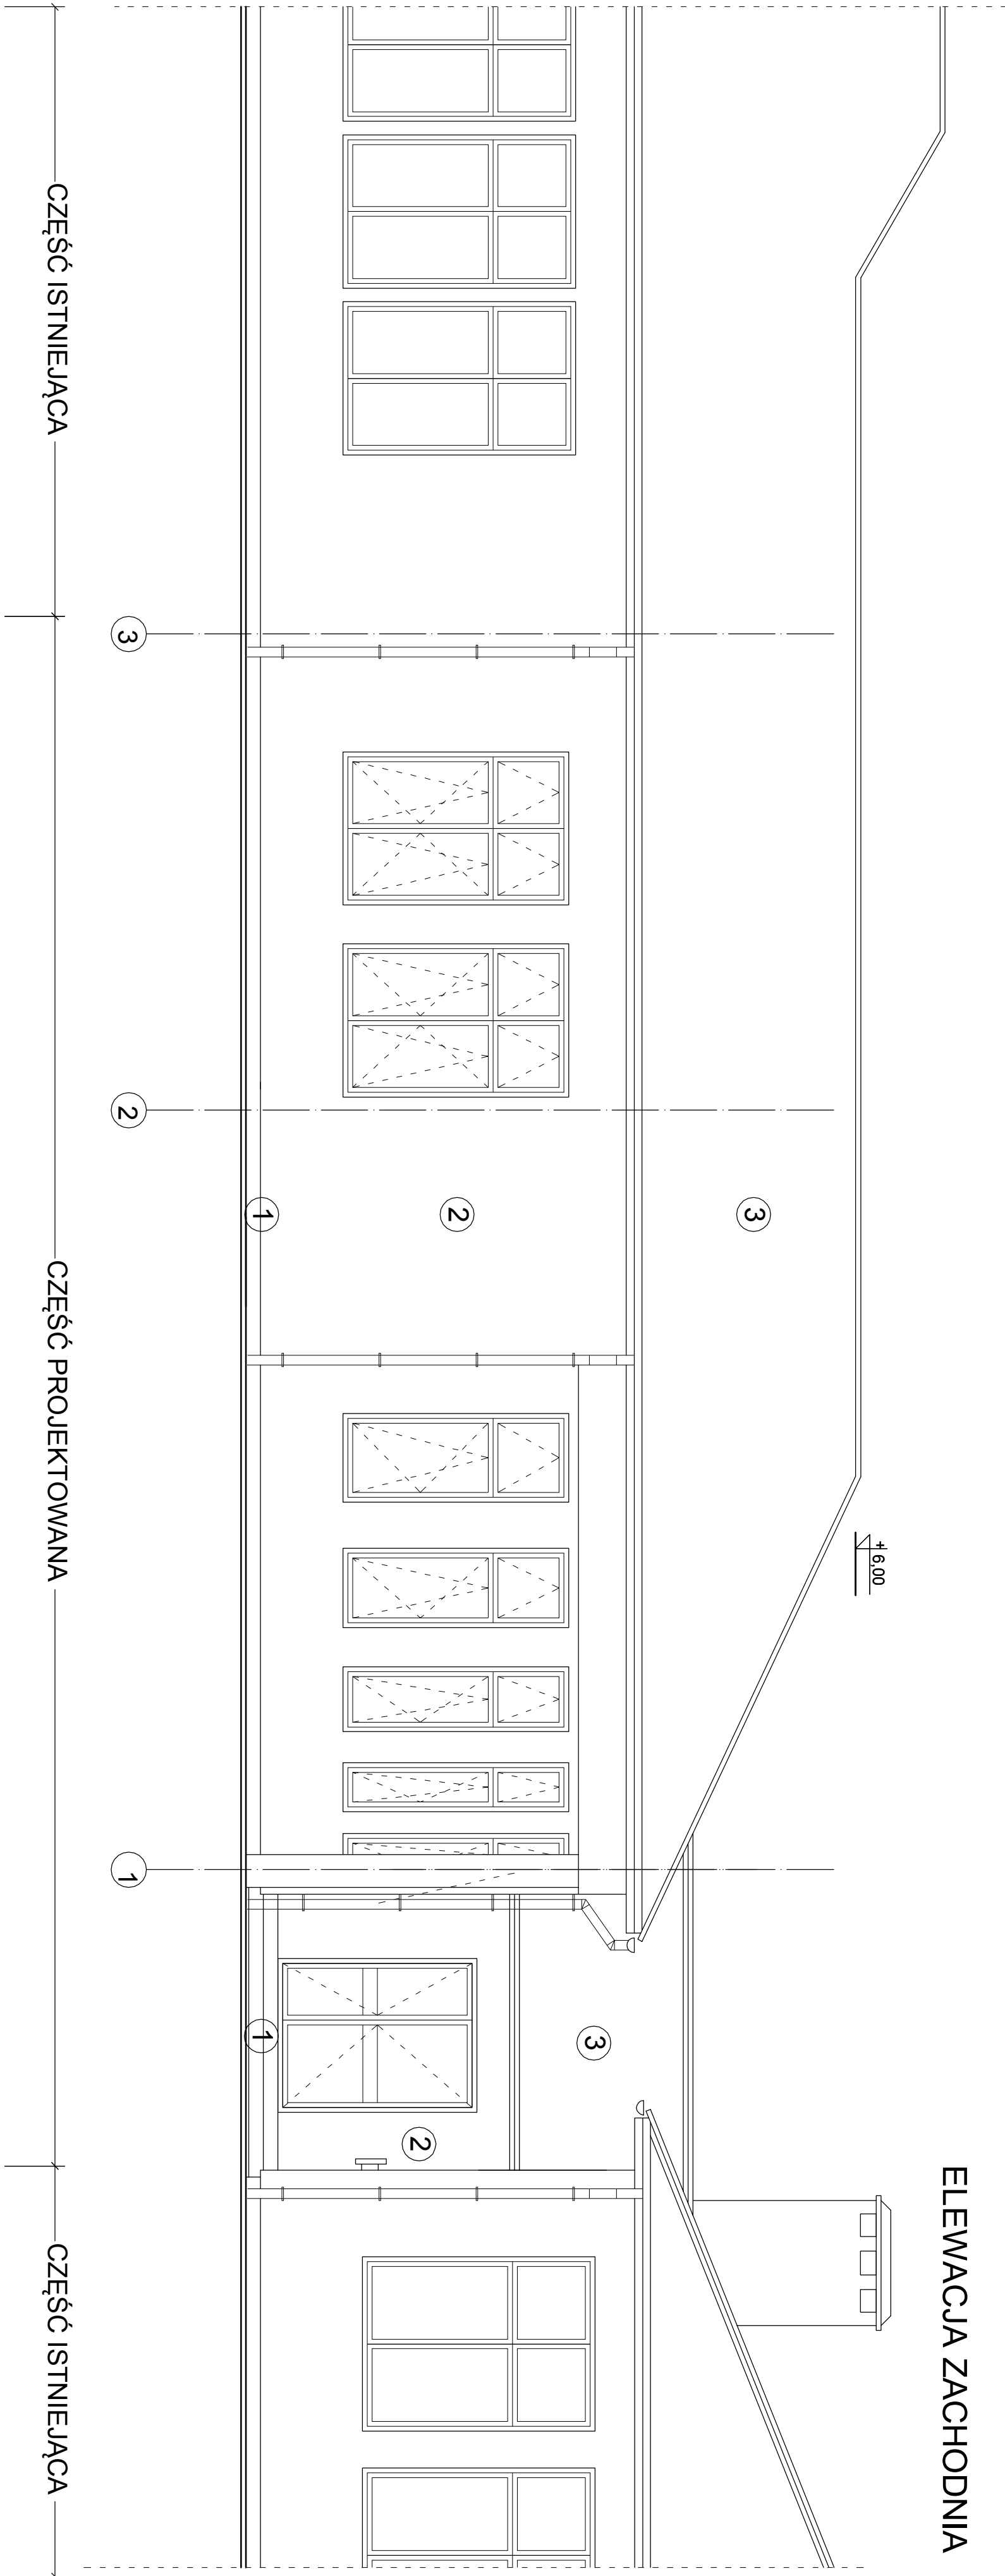 ELEWACJA ZACHODNIA
+ 6,00
3
3
2
2
1
1
3
2
1
CZĘŚĆ ISTNIEJĄCA
CZĘŚĆ PROJEKTOWANA
CZĘŚĆ ISTNIEJĄCA